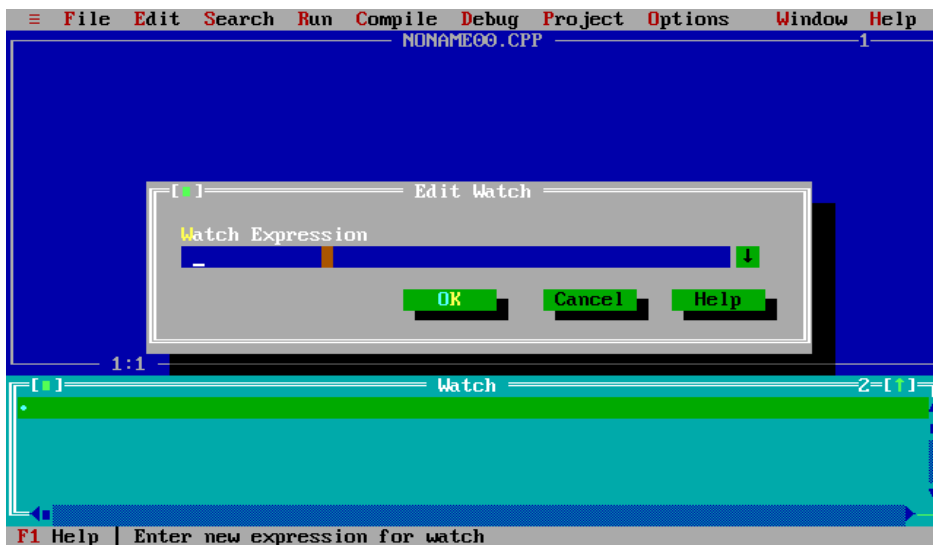 ≡ File Edit Search Run Compile Debug Project Options Window Help
NONAME00.CPP 1
[■] Edit Watch
Watch Expression
↓
OK Cancel Help
1:1
[■] Watch 2=[↑]
F1 Help │ Enter new expression for watch